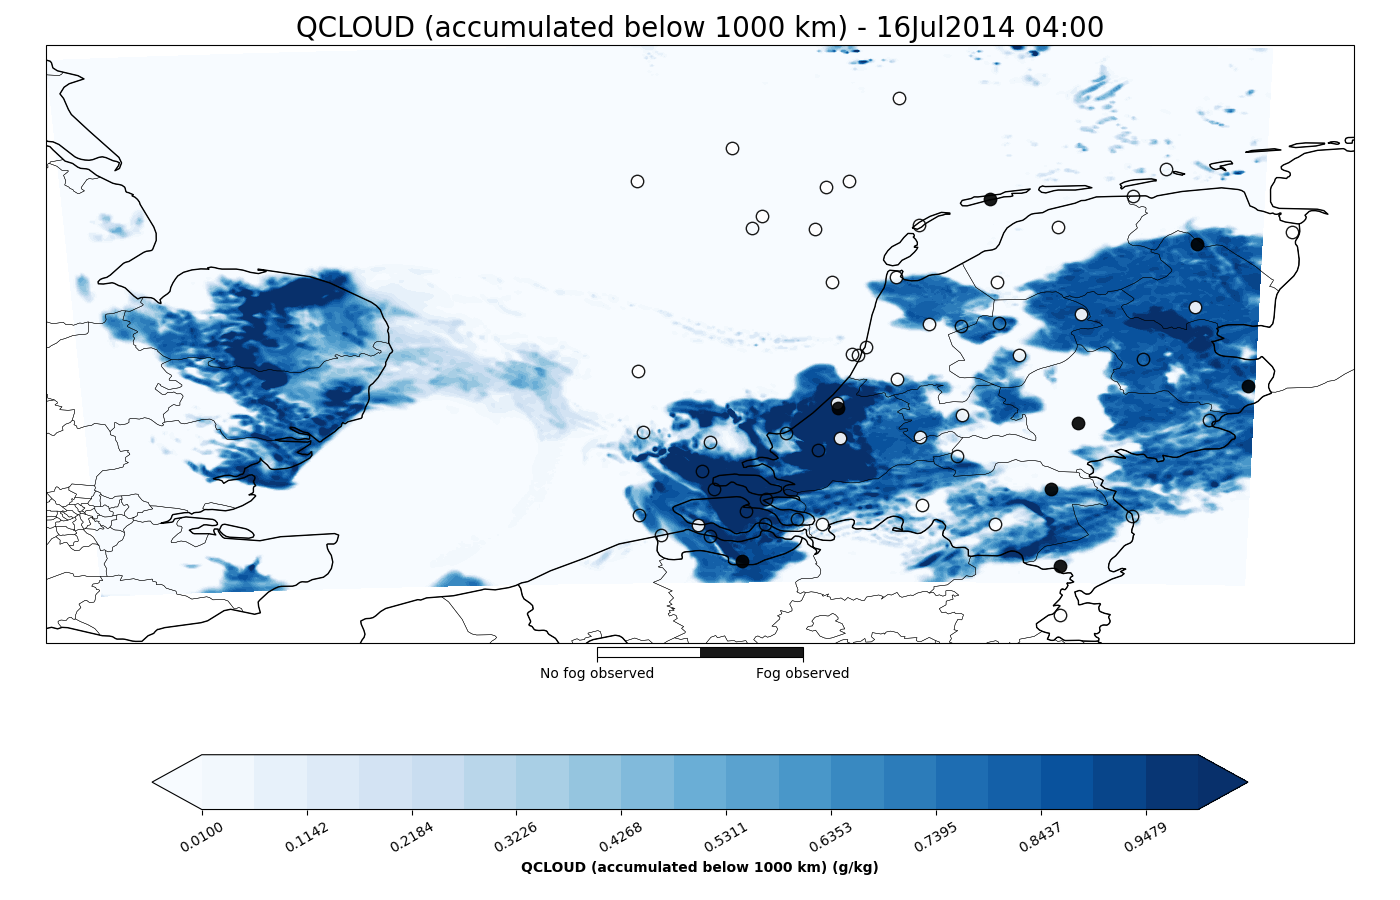 QCLOUD (accumulated below 1000 km) - 16Jul2014 04:00
No fog observed
Fog observed
0.0100
0.1142
0.2184
0.3226
0.4268
0.5311
0.6353
0.7395
0.8437
0.9479
QCLOUD (accumulated below 1000 km) (g/kg)